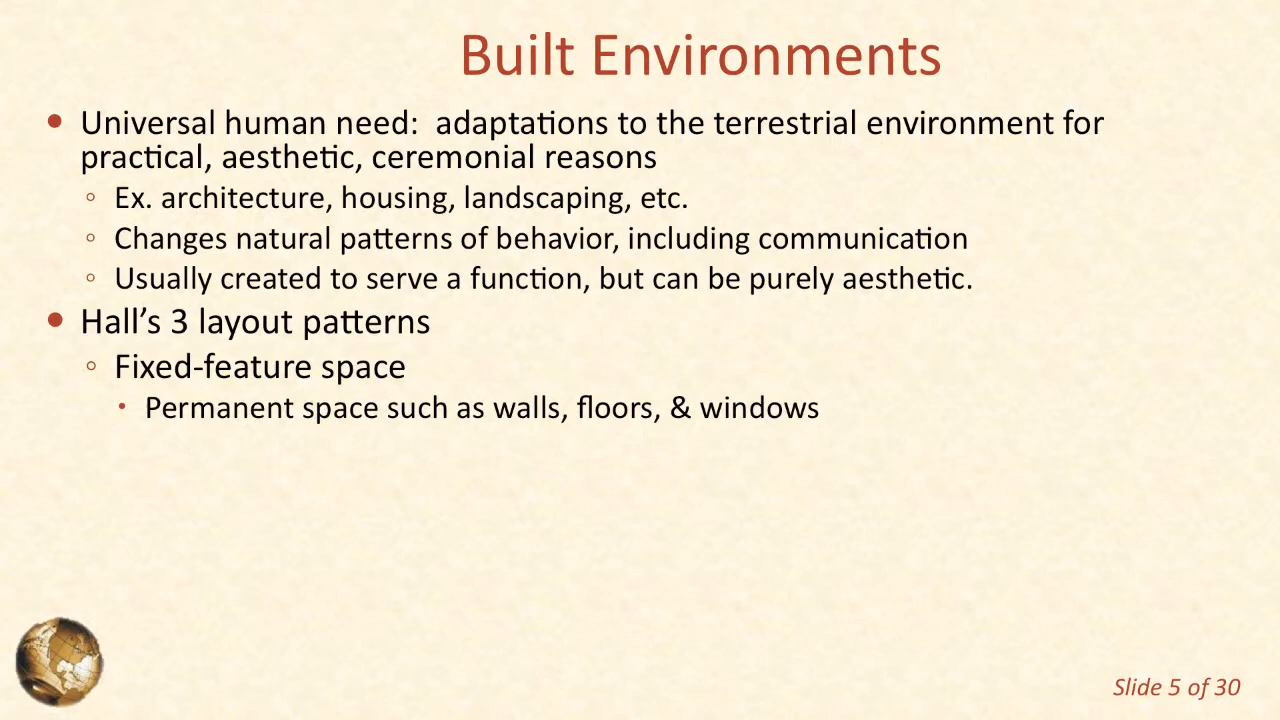 Built Environments
• Universal human need:  adaptations to the terrestrial environment for
practical, aesthetic, ceremonial reasons
◦ Ex. architecture, housing, landscaping, etc.
◦ Changes natural patterns of behavior, including communication
◦ Usually created to serve a function, but can be purely aesthetic.
• Hall’s 3 layout patterns
◦ Fixed-feature space
• Permanent space such as walls, floors, & windows
Slide 5 of 30